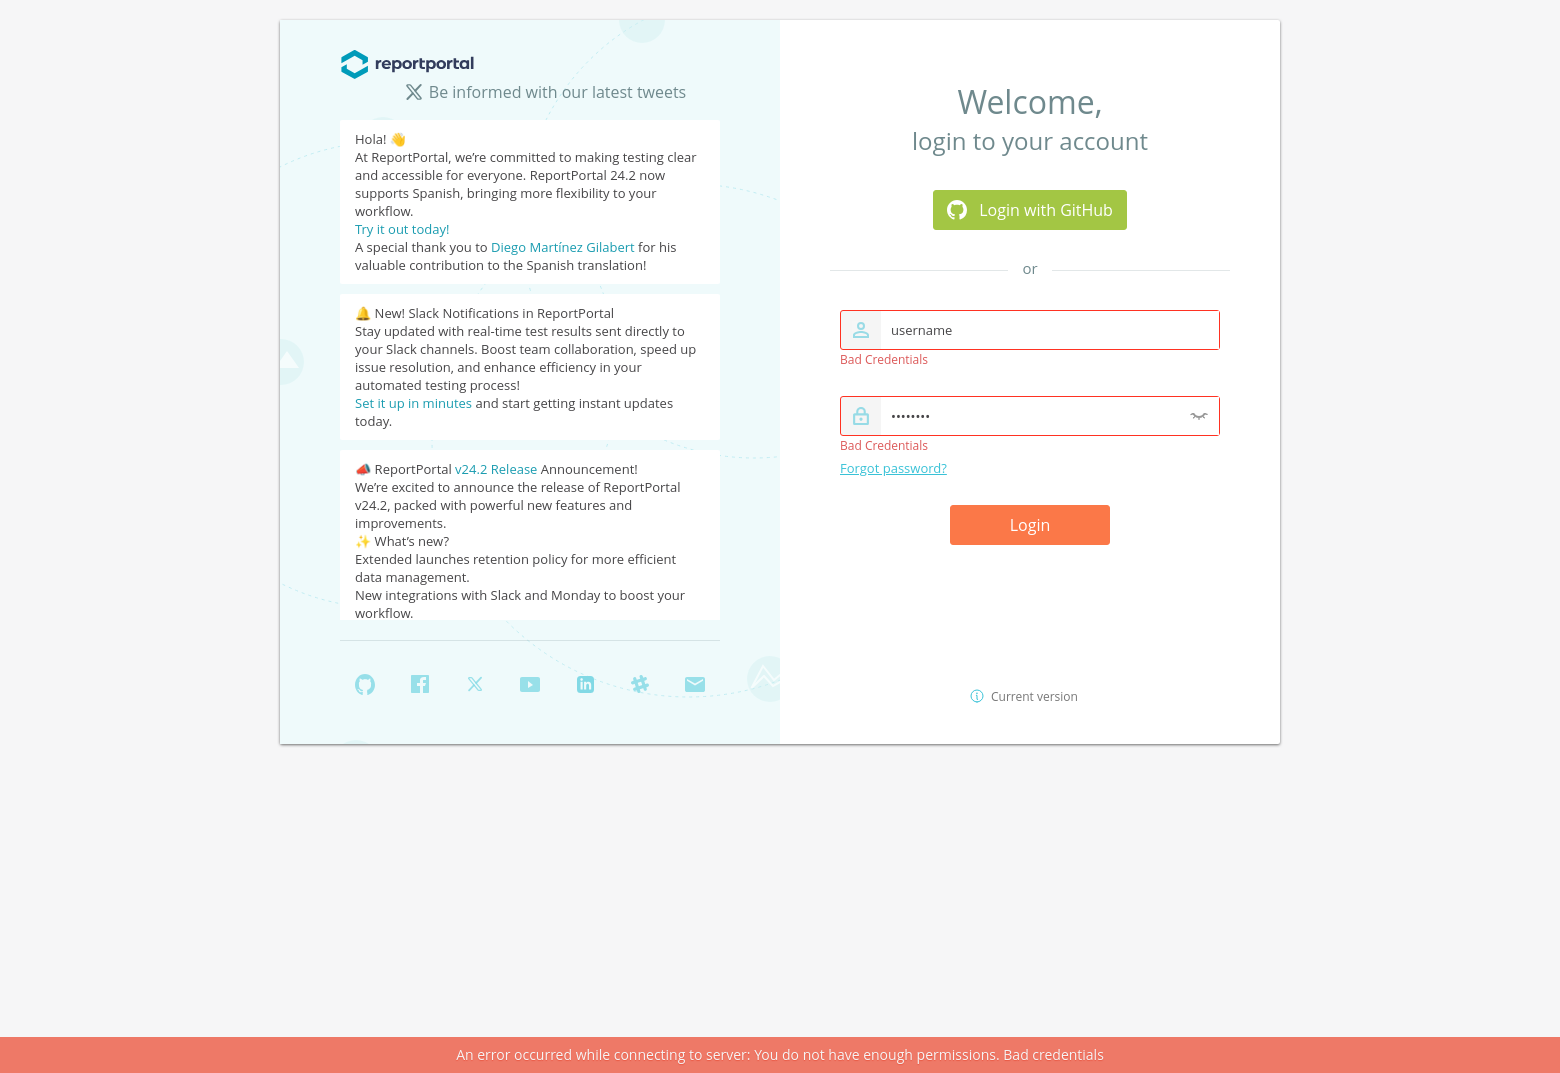 reportportal
Be informed with our latest tweets
Hola! 👋
At ReportPortal, we're committed to making testing clear
and accessible for everyone. ReportPortal 24.2 now
supports Spanish, bringing more flexibility to your
workflow.
Try it out today!
A special thank you to Diego Martínez Gilabert for his
valuable contribution to the Spanish translation!
🔔 New! Slack Notifications in ReportPortal
Stay updated with real-time test results sent directly to
your Slack channels. Boost team collaboration, speed up
issue resolution, and enhance efficiency in your
automated testing process!
Set it up in minutes and start getting instant updates
today.
📣 ReportPortal v24.2 Release Announcement!
We're excited to announce the release of ReportPortal
v24.2, packed with powerful new features and
improvements.
✨ What's new?
Extended launches retention policy for more efficient
data management.
New integrations with Slack and Monday to boost your
workflow.
Welcome,
login to your account
Login with GitHub
or
username
Bad Credentials
••••••••
Bad Credentials
Forgot password?
Login
Current version
An error occurred while connecting to server: You do not have enough permissions. Bad credentials